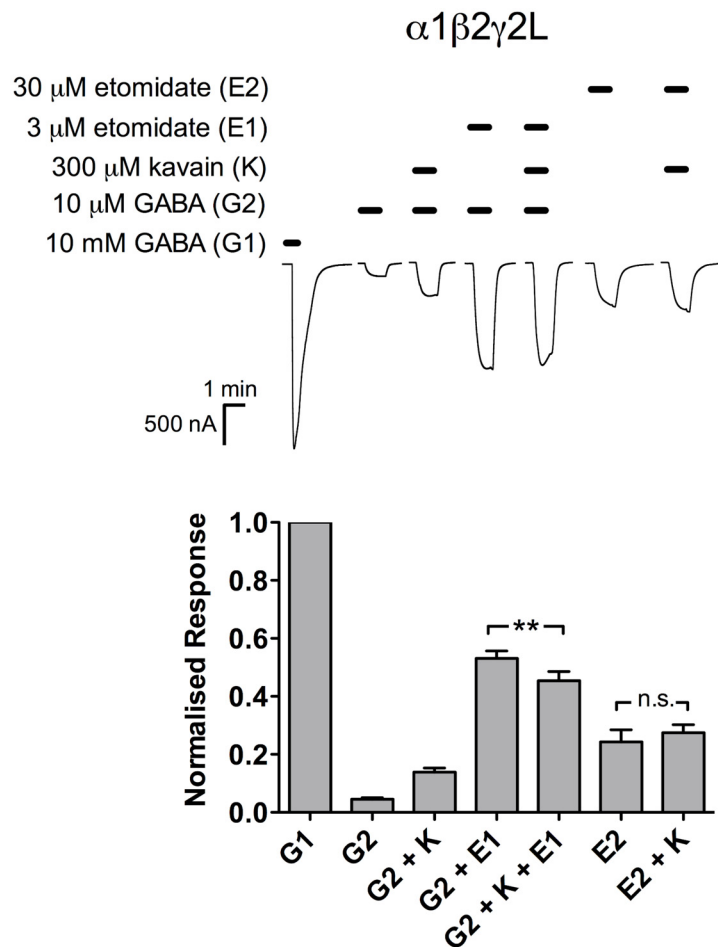 α1β2γ2L
30 μM etomidate (E2)
3 μM etomidate (E1)
300 μM kavain (K)
10 μM GABA (G2)
10 mM GABA (G1)
1 min
500 nA
Normalised Response
1.0
0.8
0.6
0.4
0.2
0.0
**
n.s.
G1
G2
G2 + K
G2 + E1
G2 + K + E1
E2
E2 + K